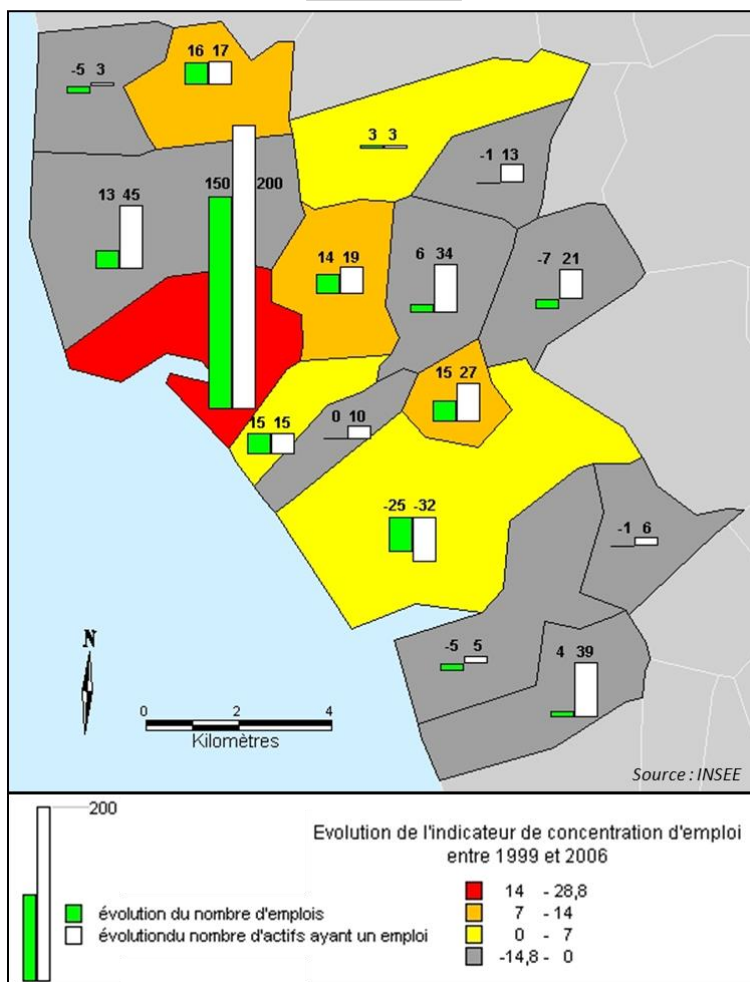 16 17
-5 3
3 3
-1 13
150 200
13 45
14 19
6 34
-7 21
15 27
0 10
15 15
-25 -32
-1 6
-5 5
4 39
N
0 2 4
Kilomètres
Source : INSEE
200
Evolution de l'indicateur de concentration d'emploi
entre 1999 et 2006
14 - 28,8
7 - 14
0 - 7
-14,8 - 0
évolution du nombre d'emplois
évolutiondu nombre d'actifs ayant un emploi